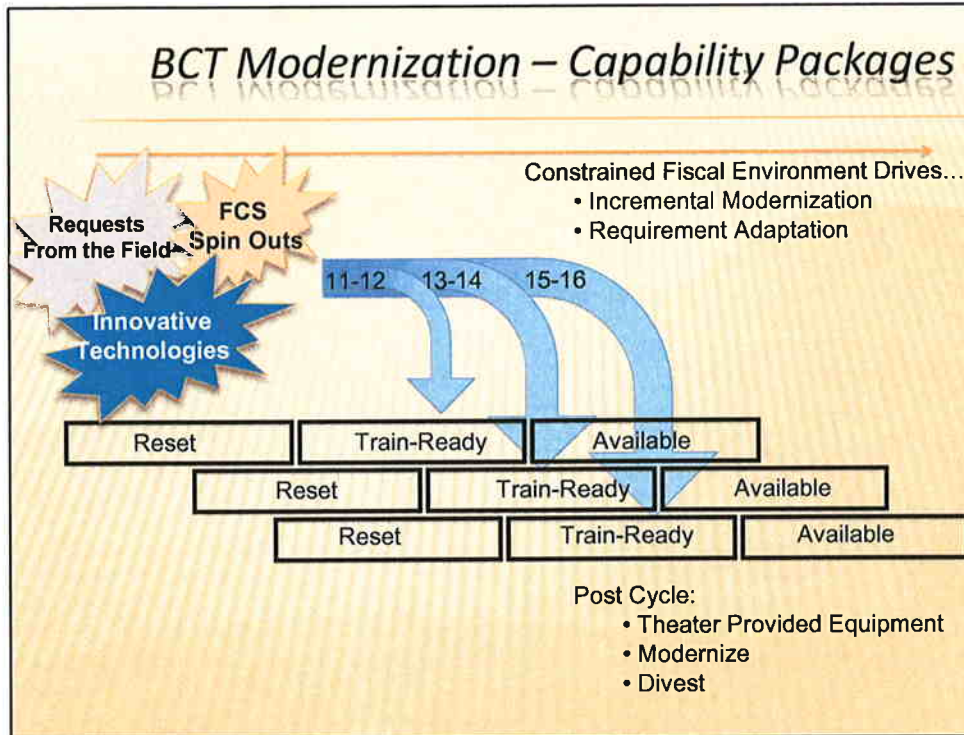 BCT Modernization – Capability Packages
Requests
From the Field
FCS
Spin Outs
Innovative
Technologies
Constrained Fiscal Environment Drives...
• Incremental Modernization
• Requirement Adaptation
11-12 13-14 15-16
Reset Train-Ready Available
Reset Train-Ready Available
Reset Train-Ready Available
Post Cycle:
• Theater Provided Equipment
• Modernize
• Divest